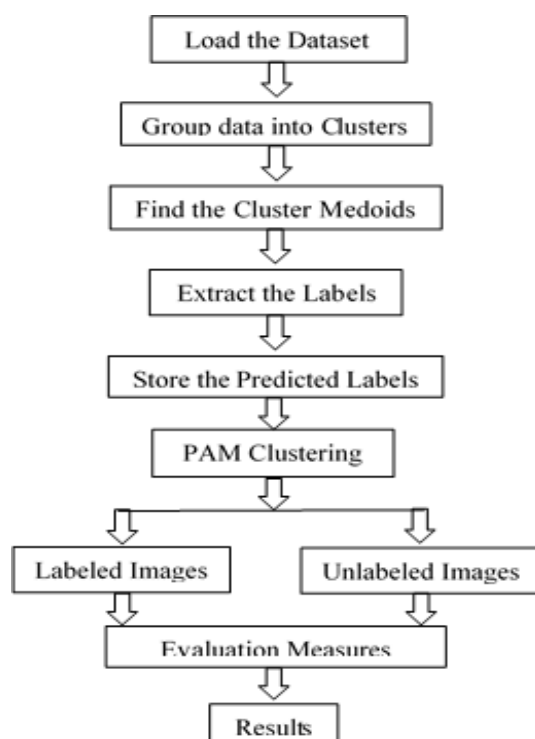 Load the Dataset
Group data into Clusters
Find the Cluster Medoids
Extract the Labels
Store the Predicted Labels
PAM Clustering
Labeled Images
Unlabeled Images
Evaluation Measures
Results